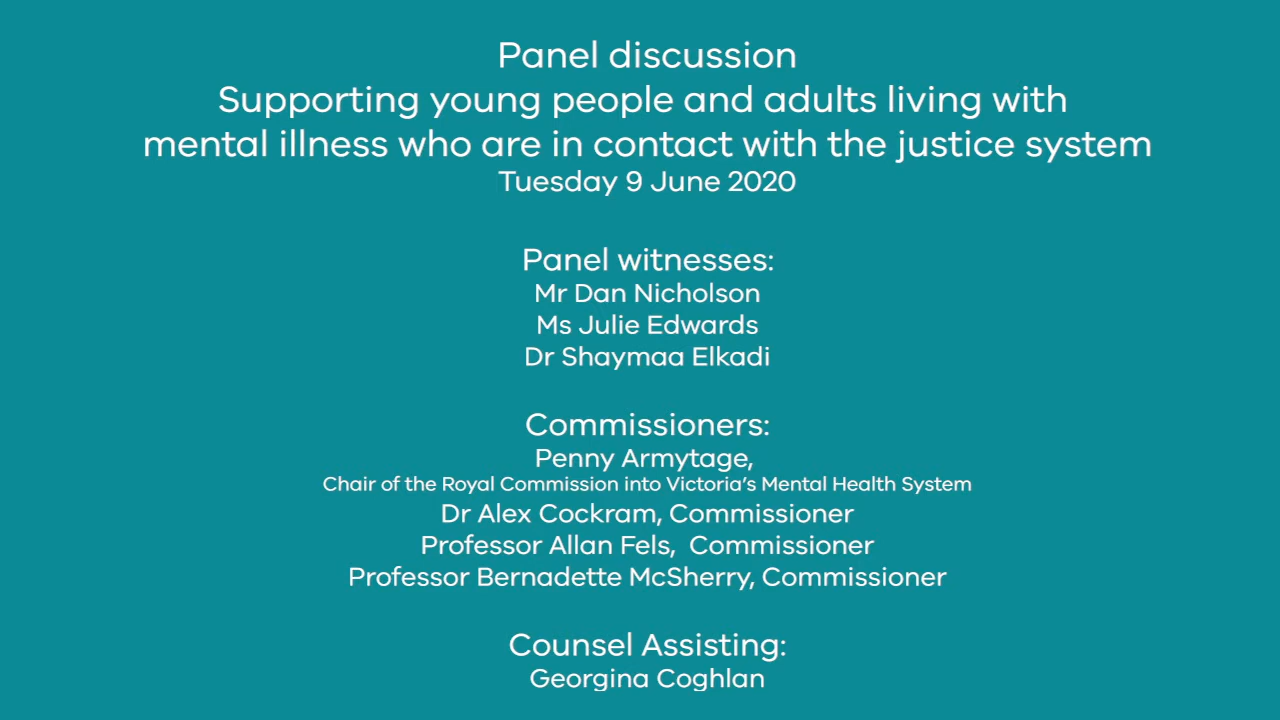 Panel discussion
Supporting young people and adults living with
mental illness who are in contact with the justice system
Tuesday 9 June 2020
Panel witnesses:
Mr Dan Nicholson
Ms Julie Edwards
Dr Shaymaa Elkadi
Commissioners:
Penny Armytage,
Chair of the Royal Commission into Victoria's Mental Health System
Dr Alex Cockram, Commissioner
Professor Allan Fels,  Commissioner
Professor Bernadette McSherry, Commissioner
Counsel Assisting:
Georgina Coghlan